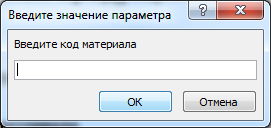 Введите значение параметра
Введите код материала
OK
Отмена